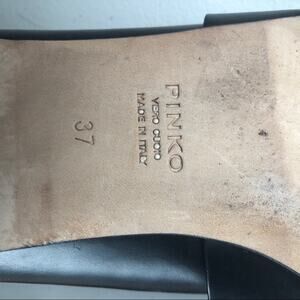 PINKO
VERO CUOIO
MADE IN ITALY
37